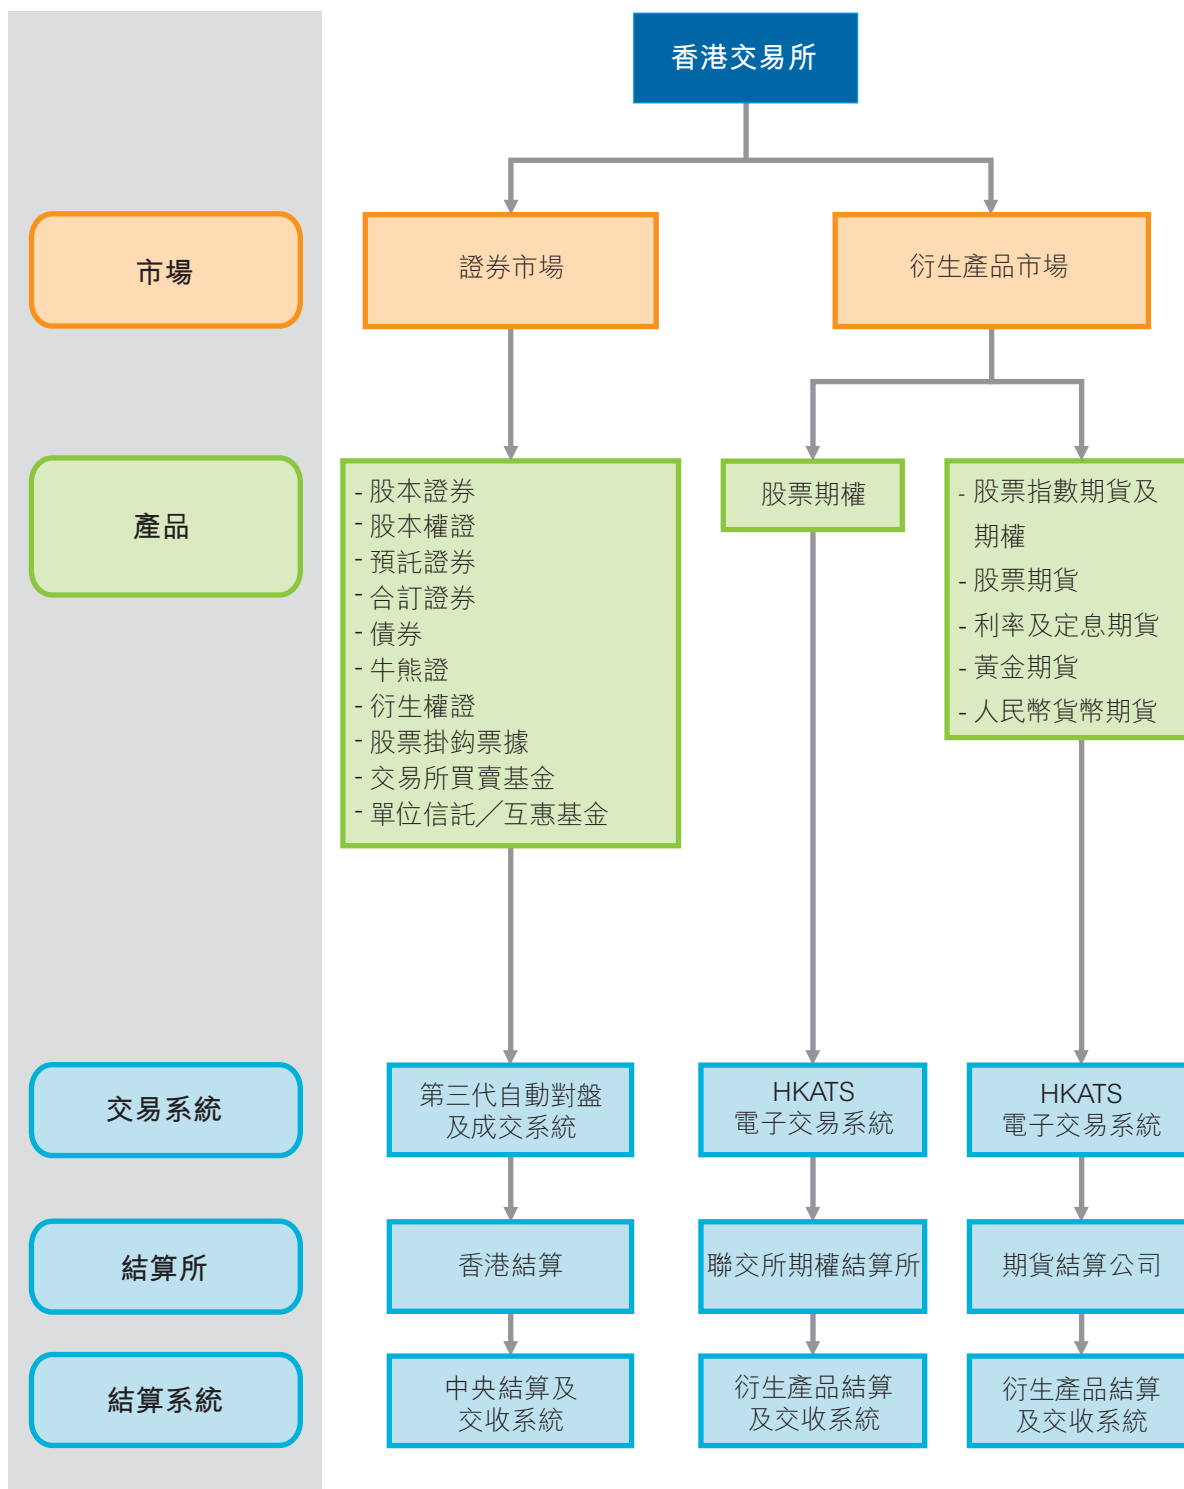 香港交易所
市場
證券市場
衍生產品市場
產品
- 股本證券
- 股本權證
- 預託證券
- 合訂證券
- 債券
- 牛熊證
- 衍生權證
- 股票掛鈎票據
- 交易所買賣基金
- 單位信託／互惠基金
股票期權
- 股票指數期貨及
期權
- 股票期貨
- 利率及定息期貨
- 黃金期貨
- 人民幣貨幣期貨
交易系統
第三代自動對盤
及成交系統
HKATS
電子交易系統
HKATS
電子交易系統
結算所
香港結算
聯交所期權結算所
期貨結算公司
結算系統
中央結算及
交收系統
衍生產品結算
及交收系統
衍生產品結算
及交收系統